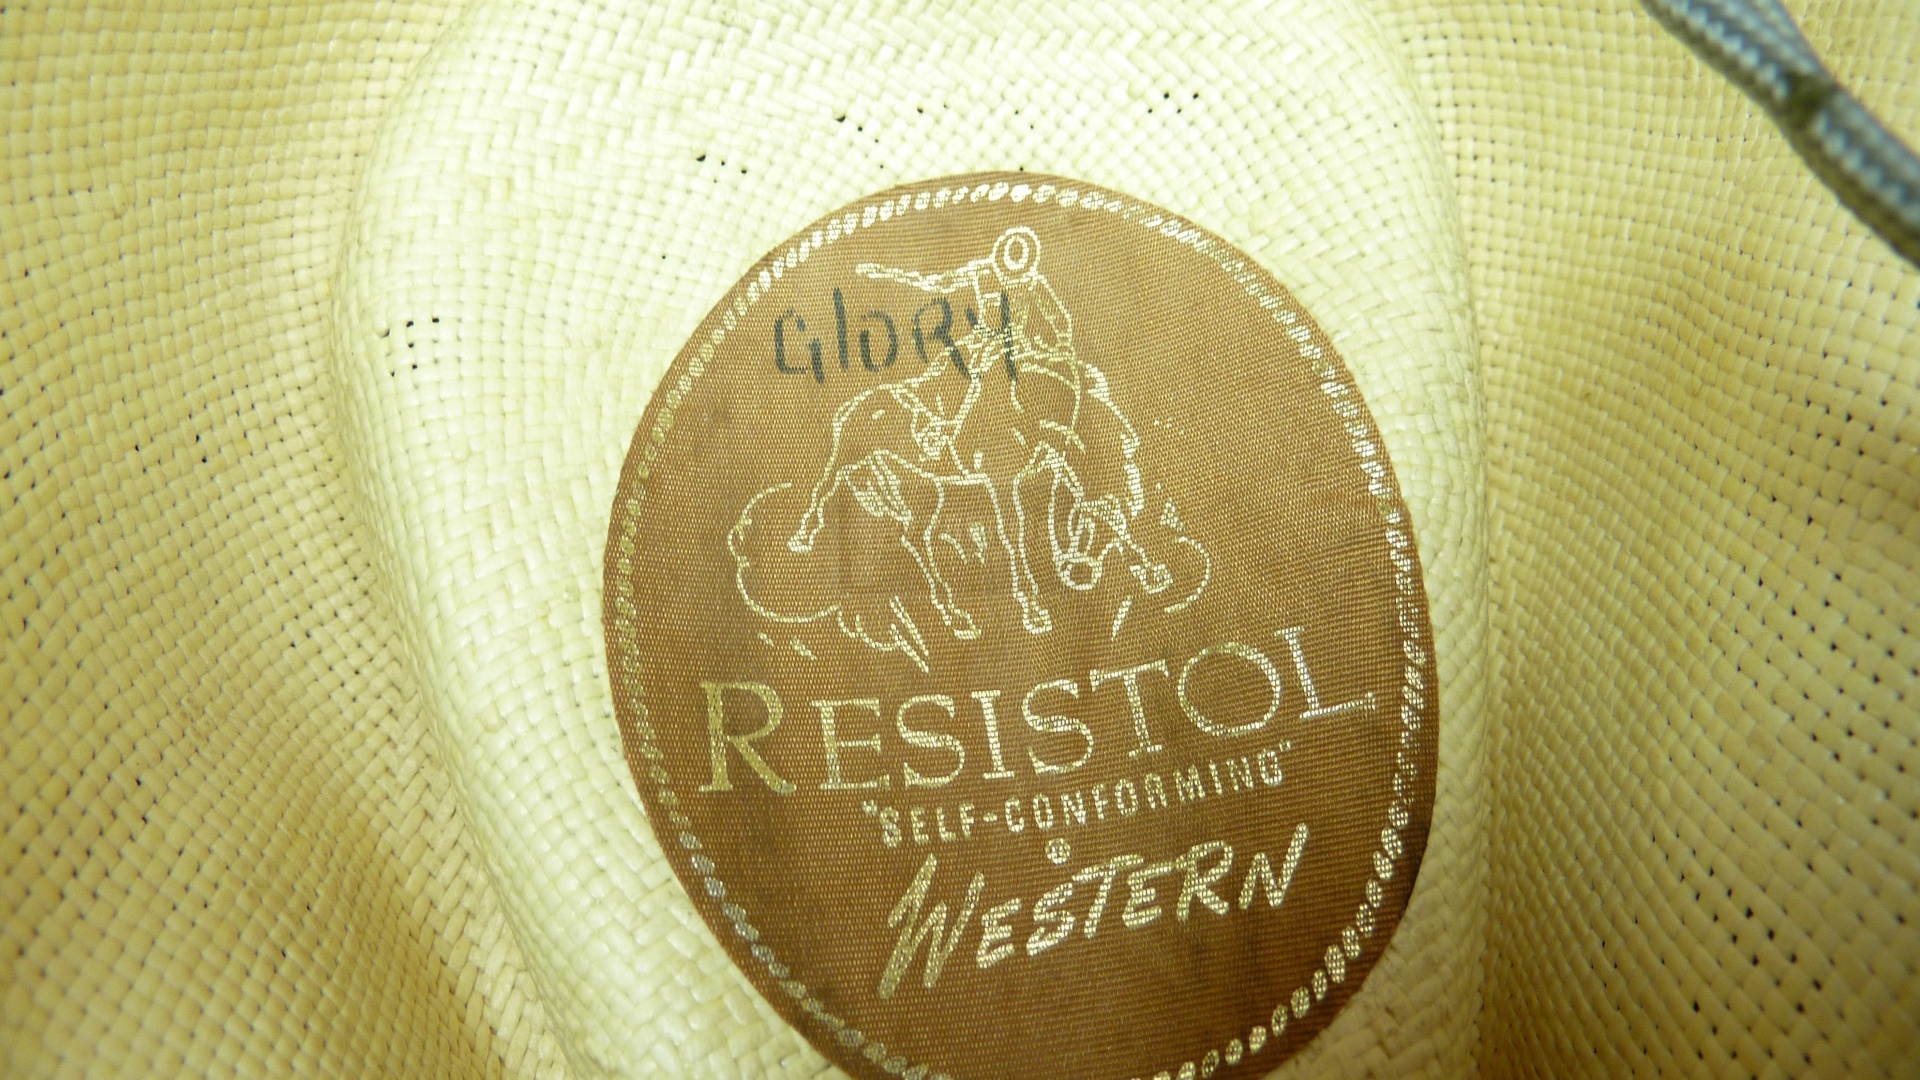 GlORY
RESISTOL
"SELF-CONFORMING"
®
WESTERN